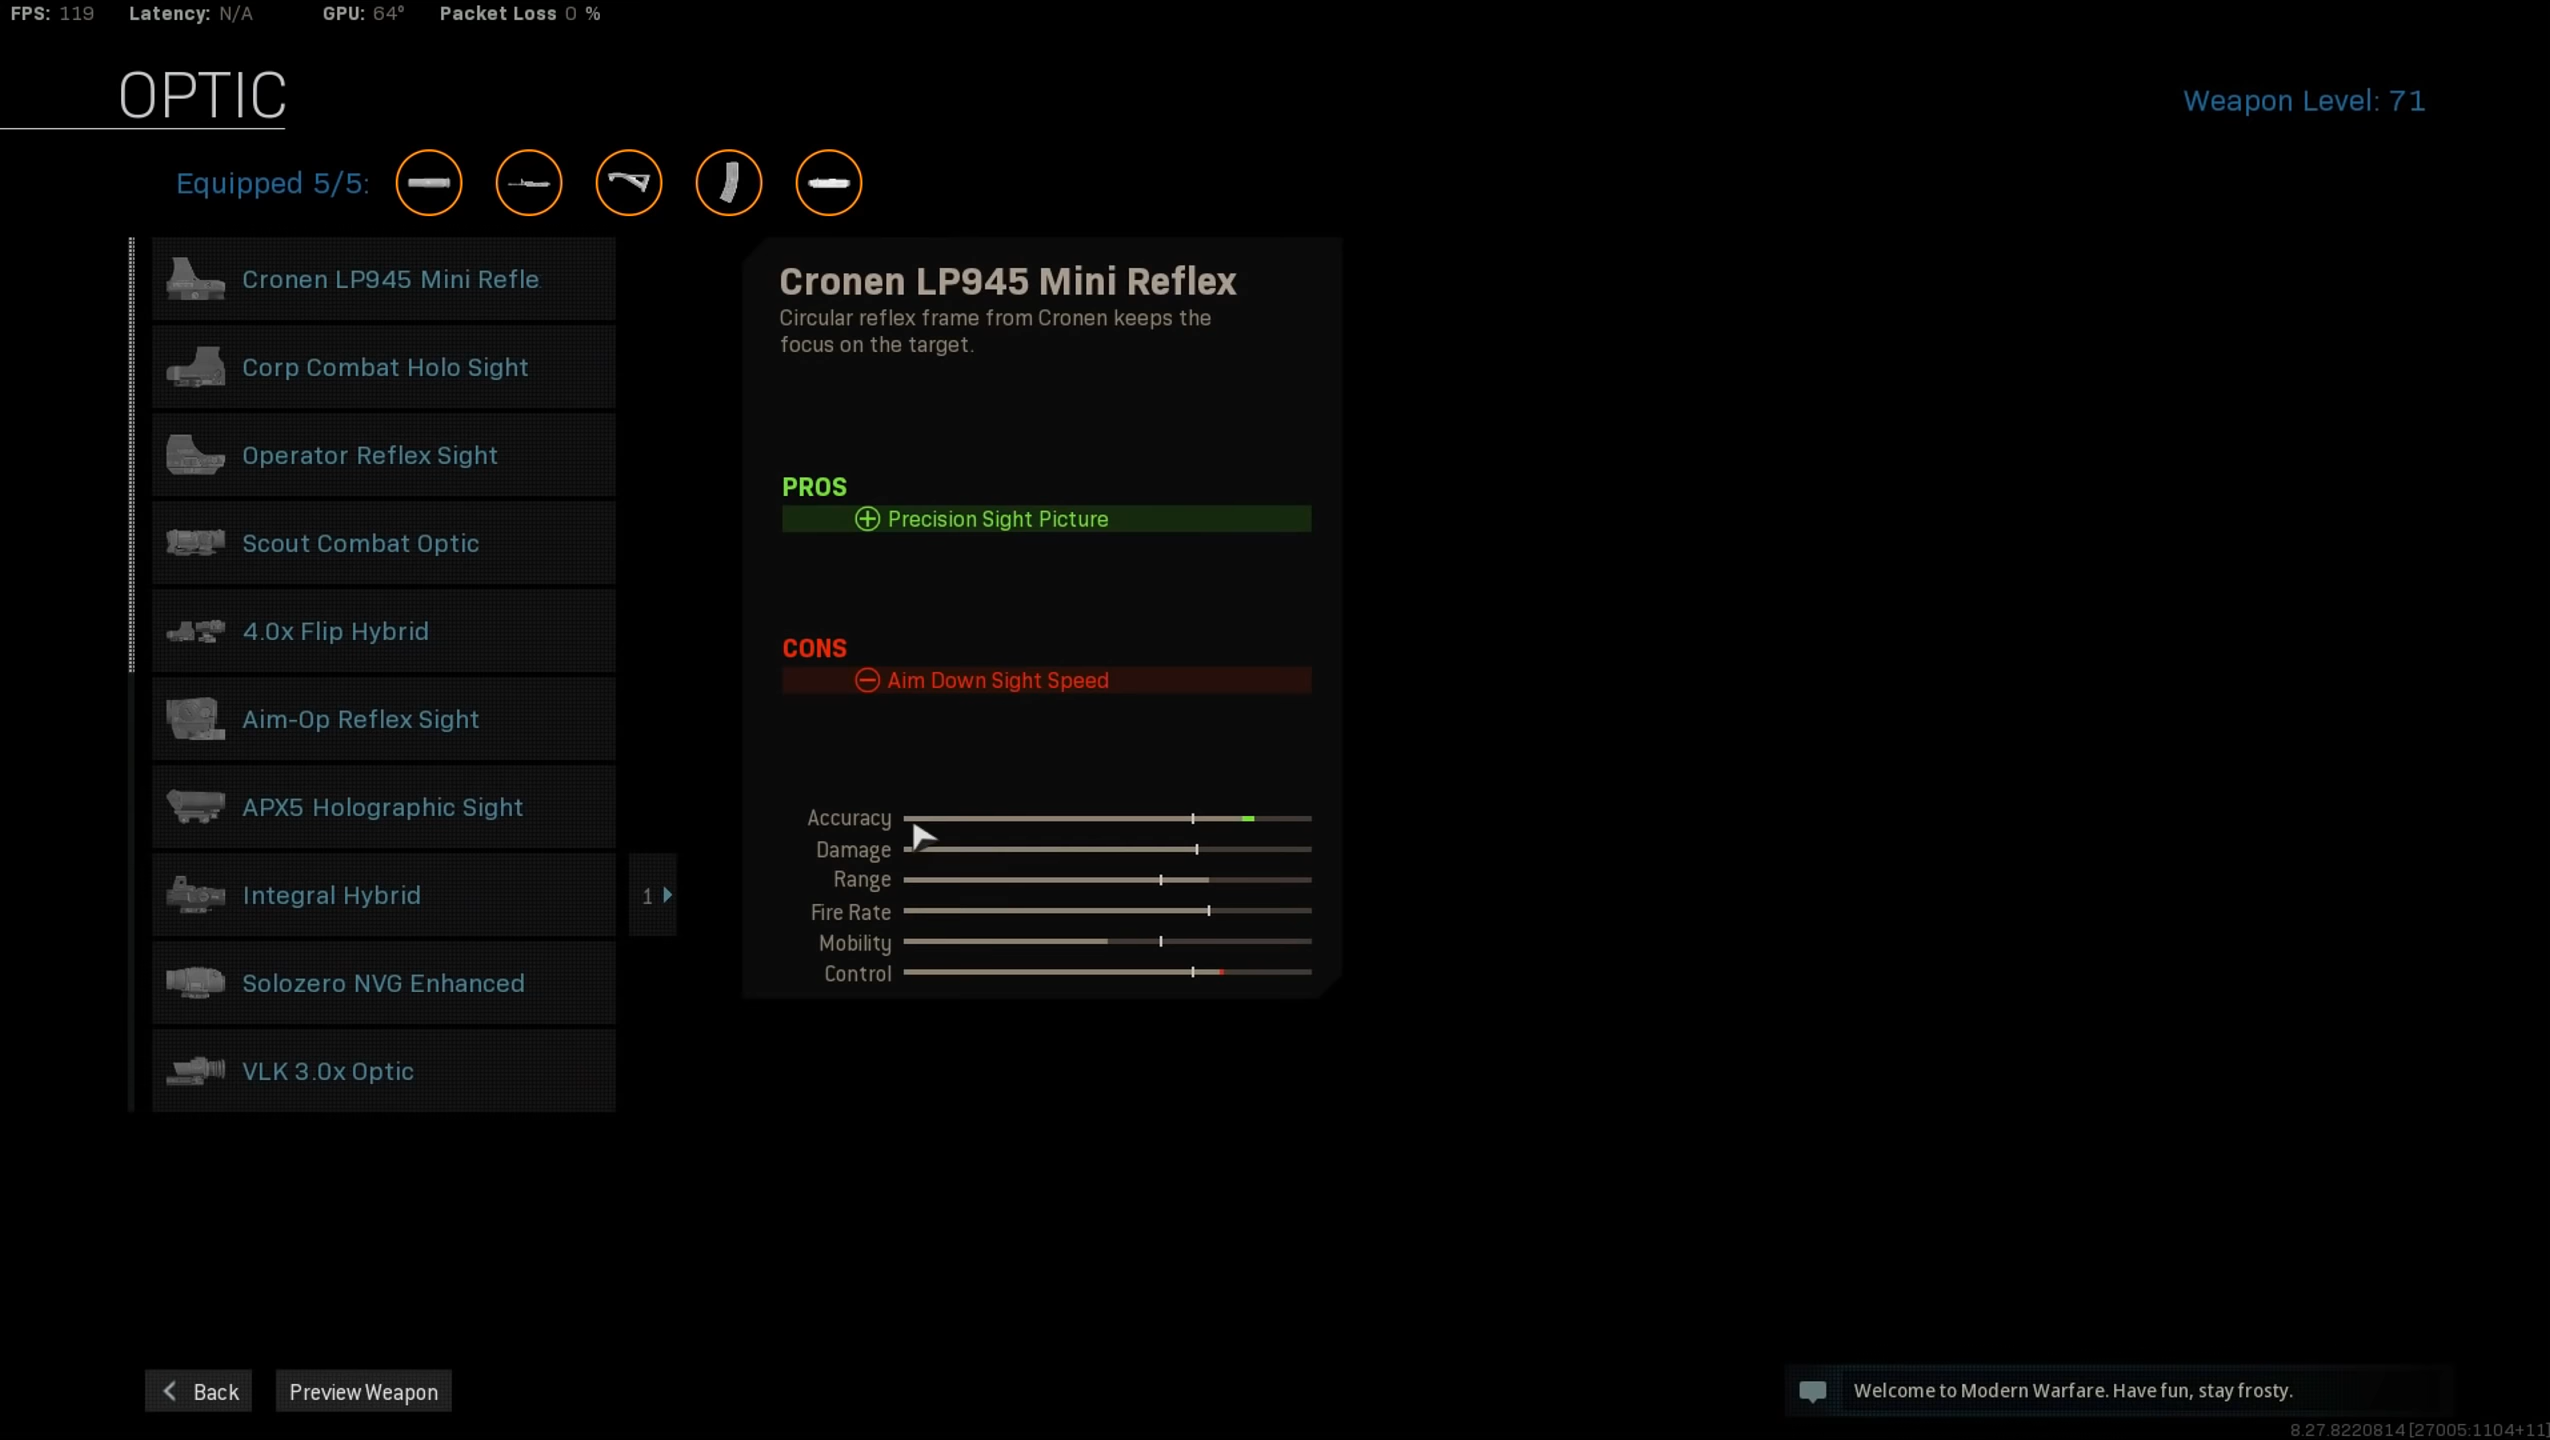 FPS: 119 Latency: N/A GPU: 64° Packet Loss 0 %
OPTIC
Weapon Level: 71
Equipped 5/5:
Cronen LP945 Mini Refle
Corp Combat Holo Sight
Operator Reflex Sight
Scout Combat Optic
4.0x Flip Hybrid
Aim-Op Reflex Sight
APX5 Holographic Sight
Integral Hybrid
1
Solozero NVG Enhanced
VLK 3.0x Optic
Cronen LP945 Mini Reflex
Circular reflex frame from Cronen keeps the
focus on the target.
PROS
Precision Sight Picture
CONS
Aim Down Sight Speed
Accuracy
Damage
Range
Fire Rate
Mobility
Control
Back
Preview Weapon
Welcome to Modern Warfare. Have fun, stay frosty.
8.27.8220814 [27005:1104+11]